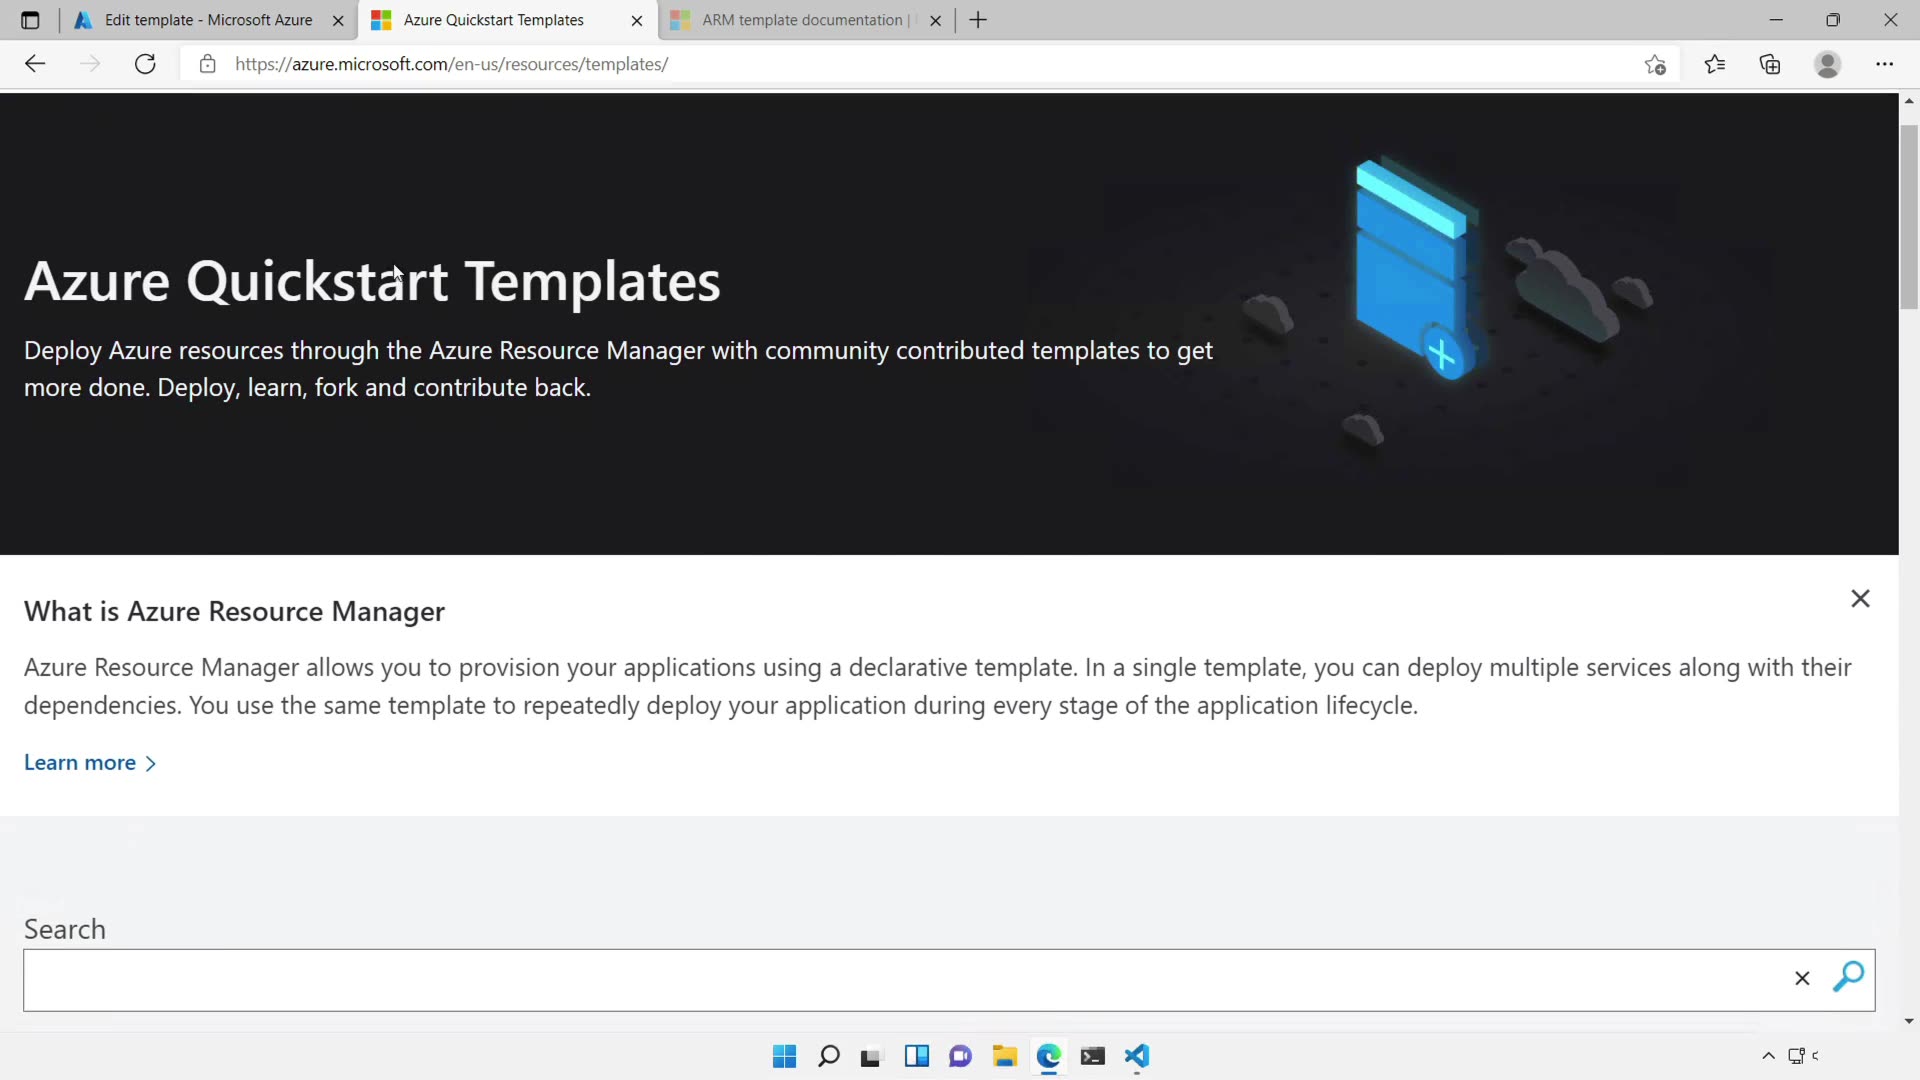 Edit template - Microsoft Azure
Azure Quickstart Templates
ARM template documentation |
https://azure.microsoft.com/en-us/resources/templates/
Azure Quickstart Templates
Deploy Azure resources through the Azure Resource Manager with community contributed templates to get
more done. Deploy, learn, fork and contribute back.
What is Azure Resource Manager
Azure Resource Manager allows you to provision your applications using a declarative template. In a single template, you can deploy multiple services along with their
dependencies. You use the same template to repeatedly deploy your application during every stage of the application lifecycle.
Learn more
Search